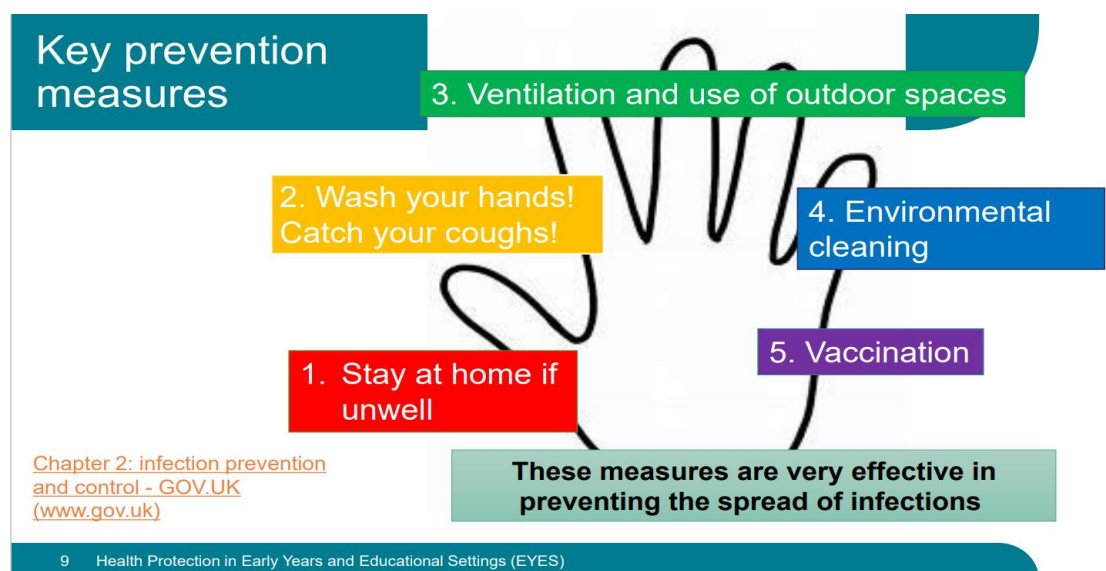 Key prevention
measures
3. Ventilation and use of outdoor spaces
2. Wash your hands!
Catch your coughs!
4. Environmental
cleaning
5. Vaccination
1. Stay at home if
unwell
Chapter 2: infection prevention
and control - GOV.UK
(www.gov.uk)
These measures are very effective in
preventing the spread of infections
9 Health Protection in Early Years and Educational Settings (EYES)